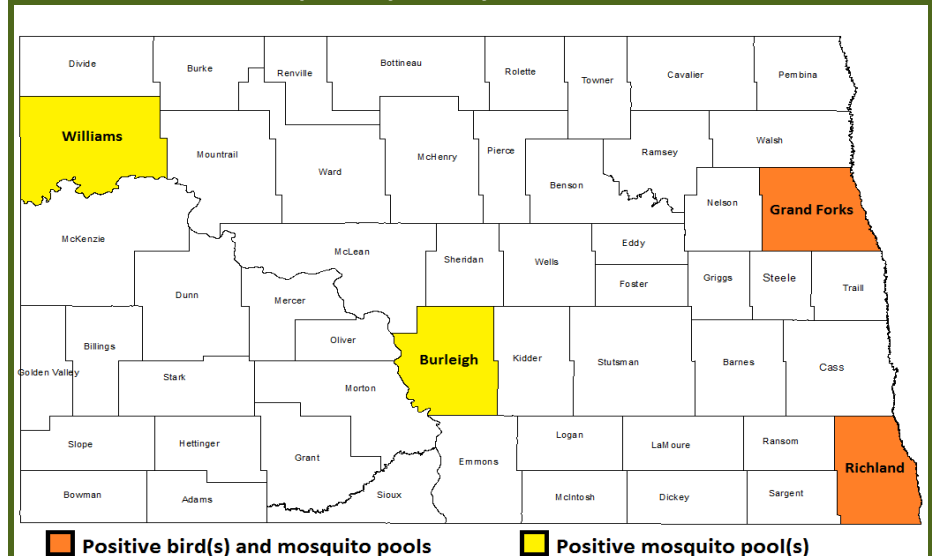 Divide
Burke
Renville
Bottineau
Rolette
Towner
Cavalier
Pembina
Williams
Mountrail
Ward
McHenry
Pierce
Benson
Ramsey
Walsh
Nelson
Grand Forks
McKenzie
Dunn
McLean
Mercer
Oliver
Sheridan
Wells
Eddy
Foster
Griggs
Steele
Traill
Golden Valley
Billings
Stark
Morton
Burleigh
Kidder
Stutsman
Barnes
Cass
Slope
Hettinger
Grant
Sioux
Emmons
Logan
LaMoure
Ransom
Richland
Bowman
Adams
McIntosh
Dickey
Sargent
Positive bird(s) and mosquito pools
Positive mosquito pool(s)